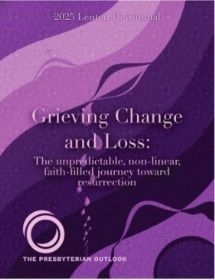 2025 Lenten Devotional
Grieving Change
and Loss:
The unpredictable, non-linear,
faith-filled journey toward
resurrection
THE PRESBYTERIAN OUTLOOK